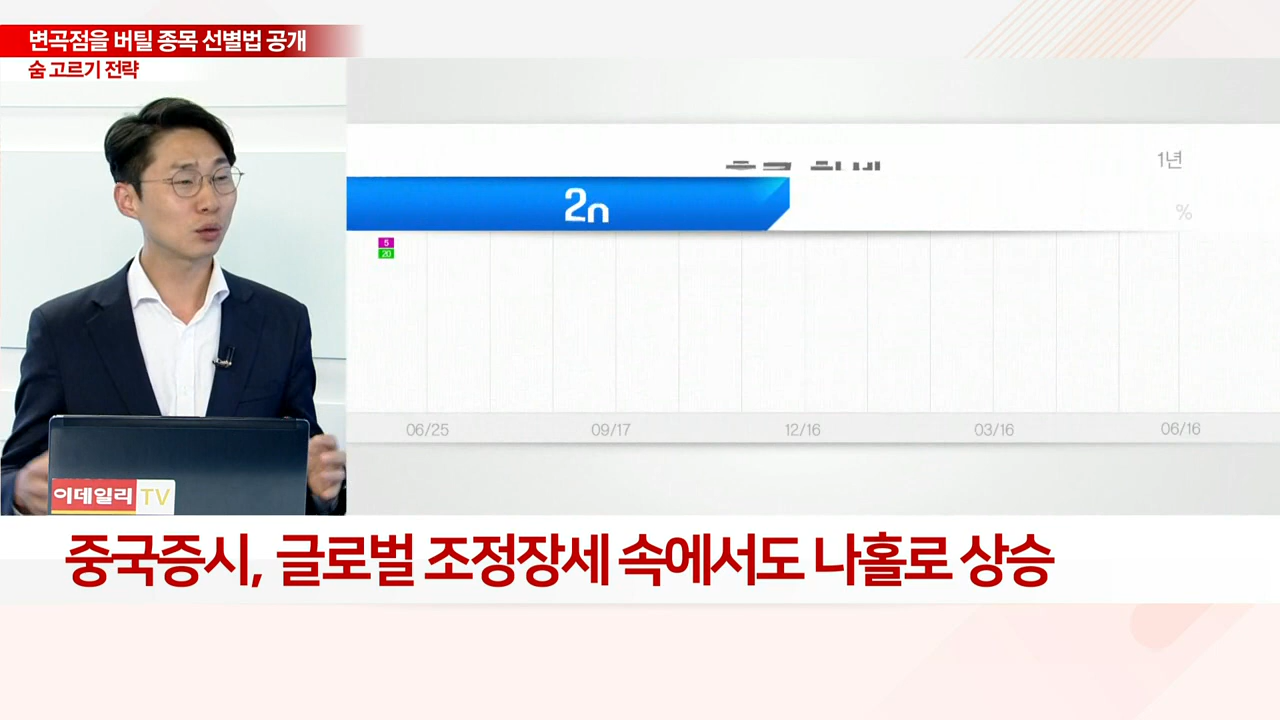 변곡점을 버틸 종목 선별법 공개
숨 고르기 전략
1년
%
5
20
06/25
09/17
12/16
03/16
06/16
이데일리 TV
중국증시, 글로벌 조정장세 속에서도 나홀로 상승